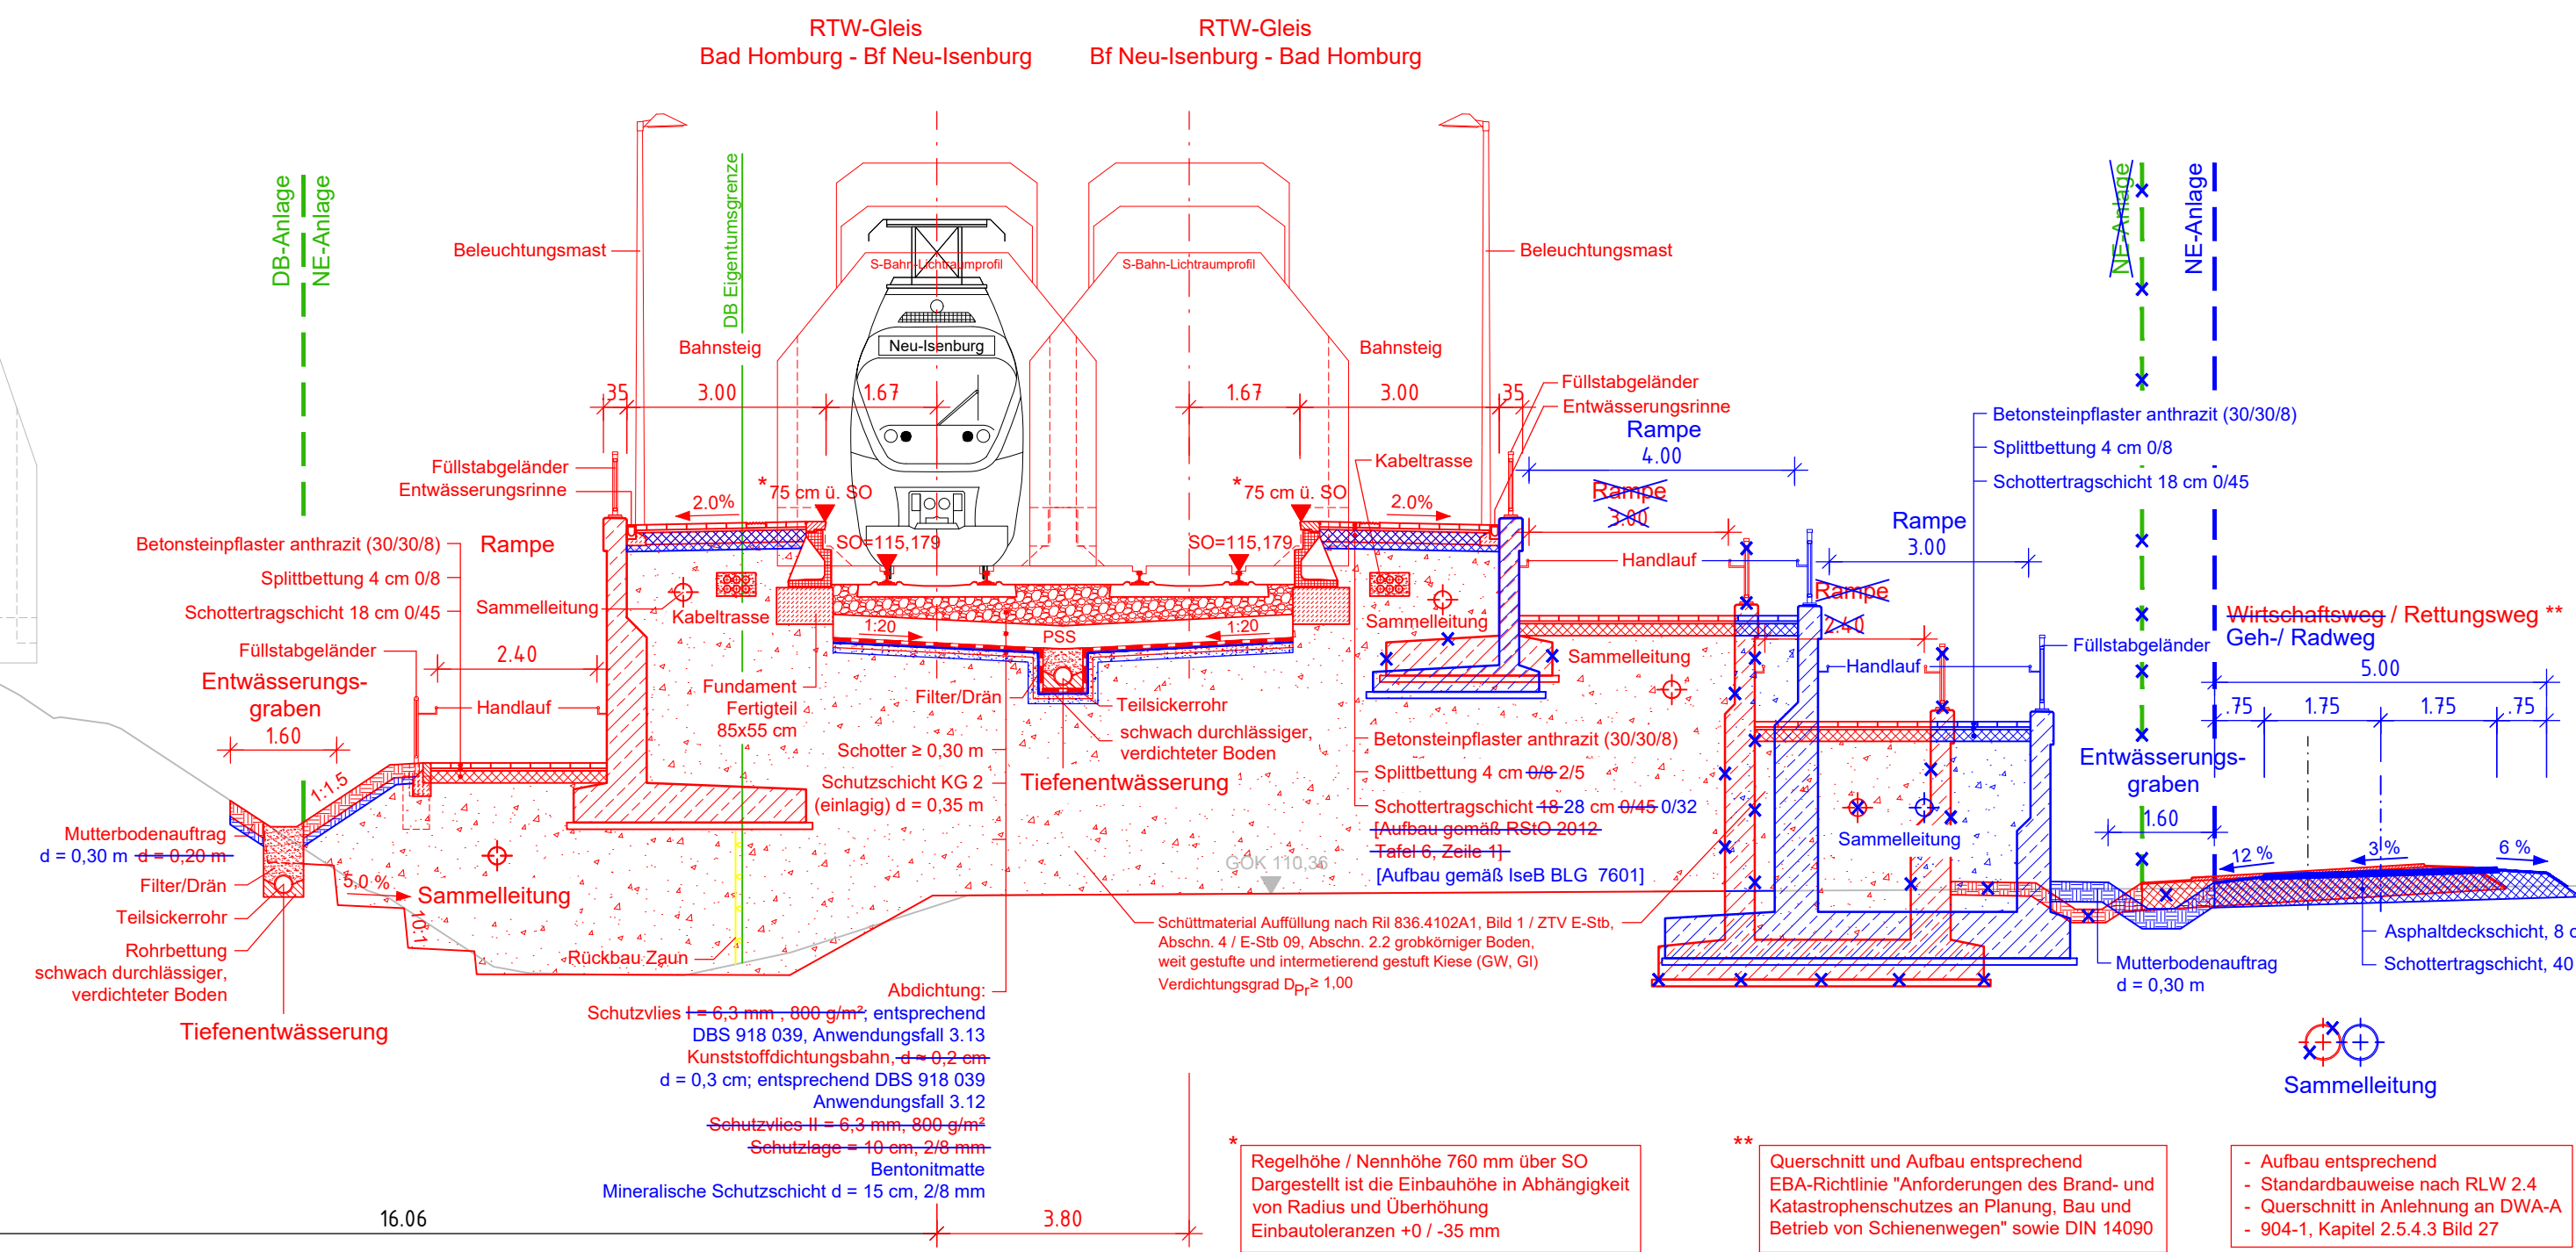 RTW-Gleis
Bad Homburg - Bf Neu-Isenburg
RTW-Gleis
Bf Neu-Isenburg - Bad Homburg
DB-Anlage
NE-Anlage
DB Eigentumsgrenze
NE-Anlage
NE-Anlage
Beleuchtungsmast
S-Bahn-Lichtraumprofil
S-Bahn-Lichtraumprofil
Beleuchtungsmast
Bahnsteig
Neu-Isenburg
Bahnsteig
35
3.00
1.67
1.67
3.00
35
Füllstabgeländer
Entwässerungsrinne
Rampe
4.00
Rampe
3.00
Betonsteinpflaster anthrazit (30/30/8)
Splittbettung 4 cm 0/8
Schottertragschicht 18 cm 0/45
Füllstabgeländer
Entwässerungsrinne
2.0%
* 75 cm ü. SO
* 75 cm ü. SO
2.0%
Kabeltrasse
Rampe
3.00
Betonsteinpflaster anthrazit (30/30/8)
Splittbettung 4 cm 0/8
Schottertragschicht 18 cm 0/45
Rampe
SO=115,179
SO=115,179
Handlauf
Rampe
2.40
Sammelleitung
Kabeltrasse
Sammelleitung
1:20
PSS
1:20
Wirtschaftsweg / Rettungsweg **
Geh-/ Radweg
5.00
.75
1.75
1.75
.75
Füllstabgeländer
2.40
Entwässerungs-
graben
1.60
Handlauf
Fundament
Fertigteil
85x55 cm
Filter/Drän
Teilsickerrohr
schwach durchlässiger,
verdichteter Boden
Tiefenentwässerung
Schotter ≥ 0,30 m
Schutzschicht KG 2
(einlagig) d = 0,35 m
Sammelleitung
Handlauf
Füllstabgeländer
Betonsteinpflaster anthrazit (30/30/8)
Splittbettung 4 cm 0/8 2/5
Schottertragschicht 18 28 cm 0/45 0/32
[Aufbau gemäß RStO 2012
Tafel 6, Zeile 1]
[Aufbau gemäß IseB BLG 7601]
Sammelleitung
Entwässerungs-
graben
1.60
12 %
3%
6 %
1:1.5
Mutterbodenauftrag
d = 0,30 m d = 0,20 m
Filter/Drän
Teilsickerrohr
Rohrbettung
schwach durchlässiger,
verdichteter Boden
Tiefenentwässerung
5,0 %
10:1
Sammelleitung
Rückbau Zaun
GOK 110,36
Schüttmaterial Auffüllung nach Ril 836.4102A1, Bild 1 / ZTV E-Stb,
Abschn. 4 / E-Stb 09, Abschn. 2.2 grobkörniger Boden,
weit gestufte und intermetierend gestuft Kiese (GW, GI)
Verdichtungsgrad DPr≥ 1,00
Asphaltdeckschicht, 8 c
Schottertragschicht, 40
Mutterbodenauftrag
d = 0,30 m
Sammelleitung
Abdichtung:
Schutzvlies I = 6,3 mm , 800 g/m²; entsprechend
DBS 918 039, Anwendungsfall 3.13
Kunststoffdichtungsbahn, d ≈ 0,2 cm
d = 0,3 cm; entsprechend DBS 918 039
Anwendungsfall 3.12
Schutzvlies II = 6,3 mm, 800 g/m²
Schutzlage = 10 cm, 2/8 mm
Bentonitmatte
Mineralische Schutzschicht d = 15 cm, 2/8 mm
16.06
3.80
*
Regelhöhe / Nennhöhe 760 mm über SO
Dargestellt ist die Einbauhöhe in Abhängigkeit
von Radius und Überhöhung
Einbautoleranzen +0 / -35 mm
**
Querschnitt und Aufbau entsprechend
EBA-Richtlinie "Anforderungen des Brand- und
Katastrophenschutzes an Planung, Bau und
Betrieb von Schienenwegen" sowie DIN 14090
- Aufbau entsprechend
- Standardbauweise nach RLW 2.4
- Querschnitt in Anlehnung an DWA-A
- 904-1, Kapitel 2.5.4.3 Bild 27